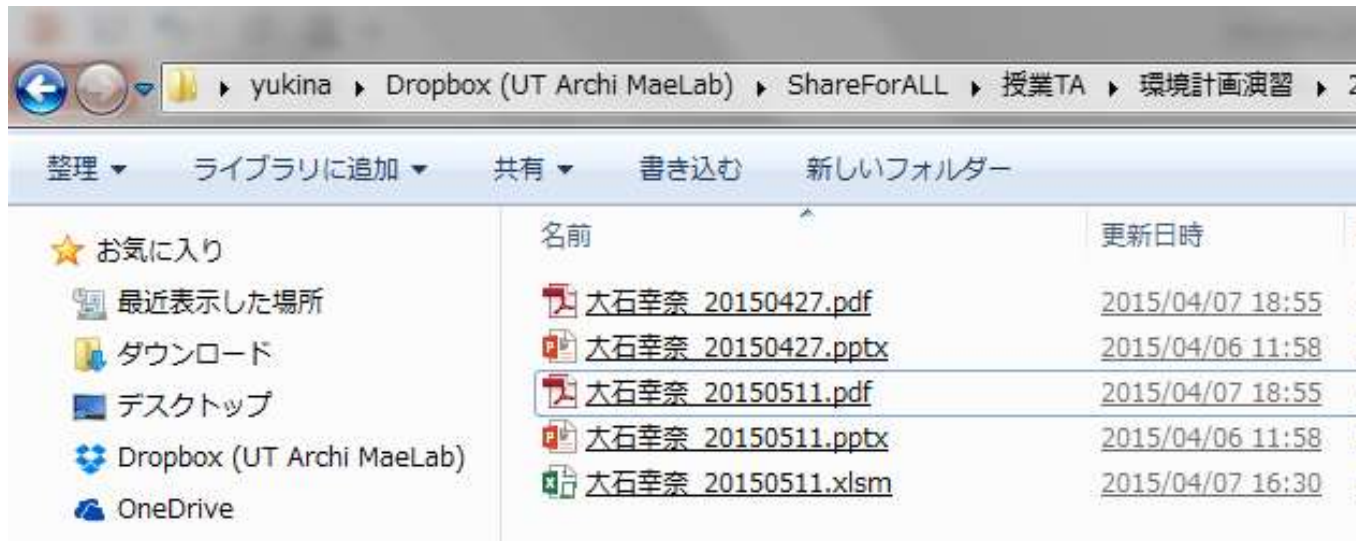 yukina ▸ Dropbox (UT Archi MaeLab) ▸ ShareForALL ▸ 授業TA ▸ 環境計画演習 ▸ 2
整理 ライブラリに追加 共有 書き込む 新しいフォルダー
お気に入り
最近表示した場所
ダウンロード
デスクトップ
Dropbox (UT Archi MaeLab)
OneDrive
名前 更新日時
大石幸奈_20150427.pdf 2015/04/07 18:55
大石幸奈_20150427.pptx 2015/04/06 11:58
大石幸奈_20150511.pdf 2015/04/07 18:55
大石幸奈_20150511.pptx 2015/04/06 11:58
大石幸奈_20150511.xlsm 2015/04/07 16:30